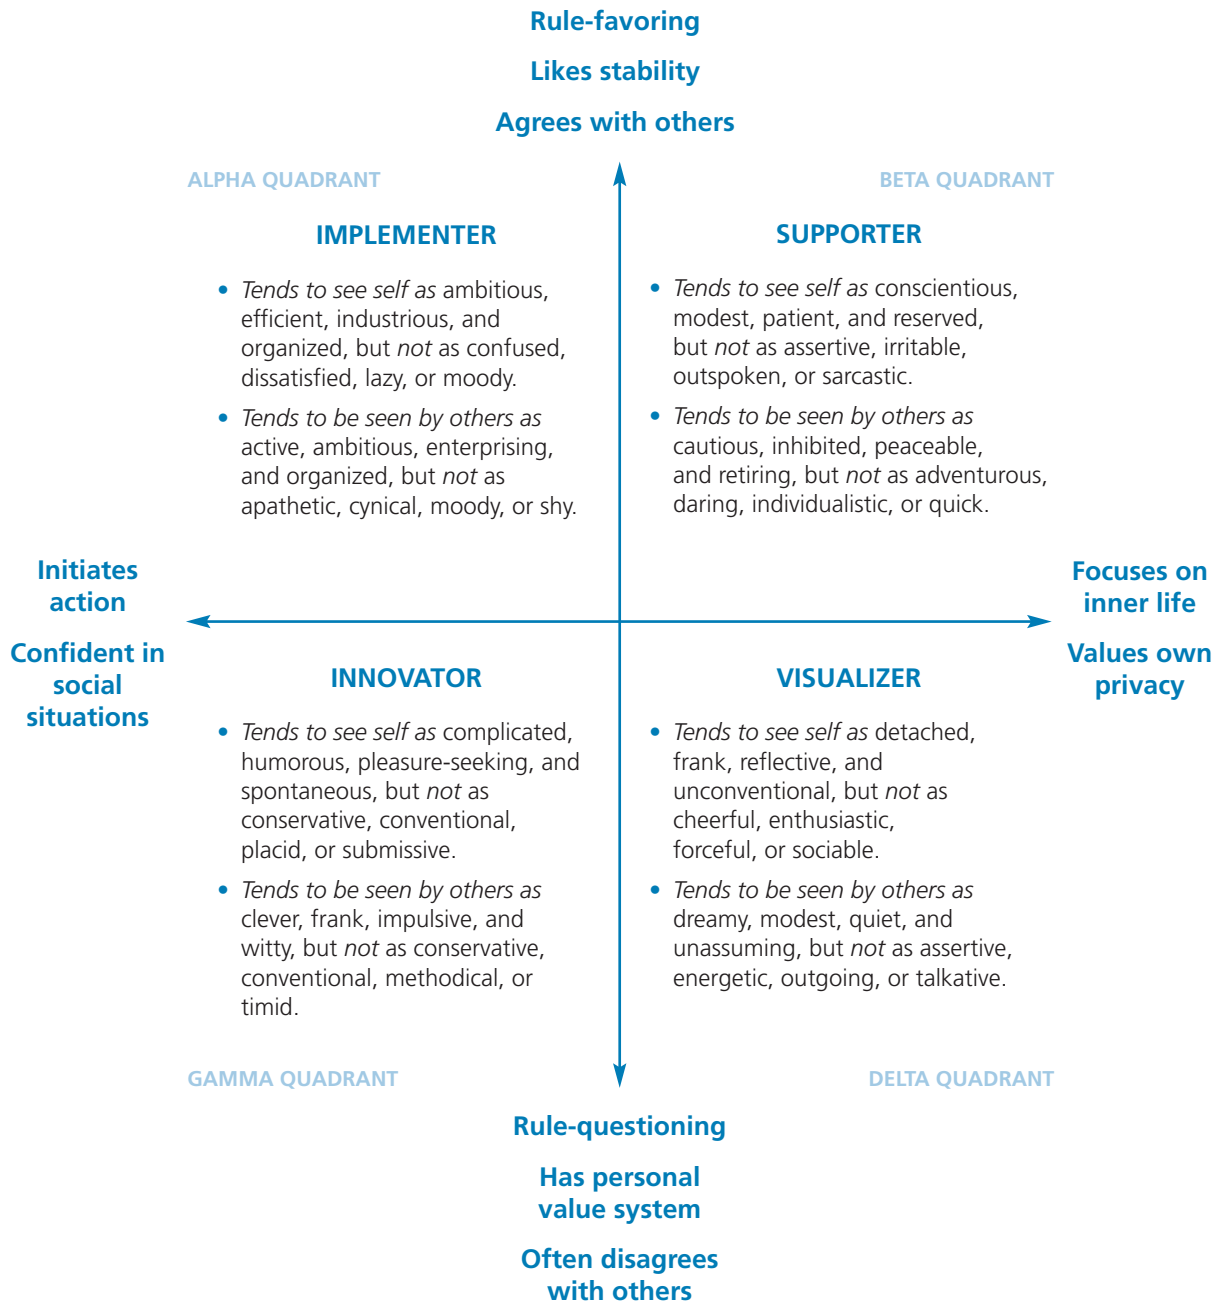 Rule-favoring
Likes stability
Agrees with others
ALPHA QUADRANT
BETA QUADRANT
IMPLEMENTER
• Tends to see self as ambitious,
efficient, industrious, and
organized, but not as confused,
dissatisfied, lazy, or moody.
• Tends to be seen by others as
active, ambitious, enterprising,
and organized, but not as
apathetic, cynical, moody, or shy.
SUPPORTER
• Tends to see self as conscientious,
modest, patient, and reserved,
but not as assertive, irritable,
outspoken, or sarcastic.
• Tends to be seen by others as
cautious, inhibited, peaceable,
and retiring, but not as adventurous,
daring, individualistic, or quick.
Initiates
action
Confident in
social
situations
Focuses on
inner life
Values own
privacy
INNOVATOR
• Tends to see self as complicated,
humorous, pleasure-seeking, and
spontaneous, but not as
conservative, conventional,
placid, or submissive.
• Tends to be seen by others as
clever, frank, impulsive, and
witty, but not as conservative,
conventional, methodical, or
timid.
VISUALIZER
• Tends to see self as detached,
frank, reflective, and
unconventional, but not as
cheerful, enthusiastic,
forceful, or sociable.
• Tends to be seen by others as
dreamy, modest, quiet, and
unassuming, but not as assertive,
energetic, outgoing, or talkative.
GAMMA QUADRANT
DELTA QUADRANT
Rule-questioning
Has personal
value system
Often disagrees
with others